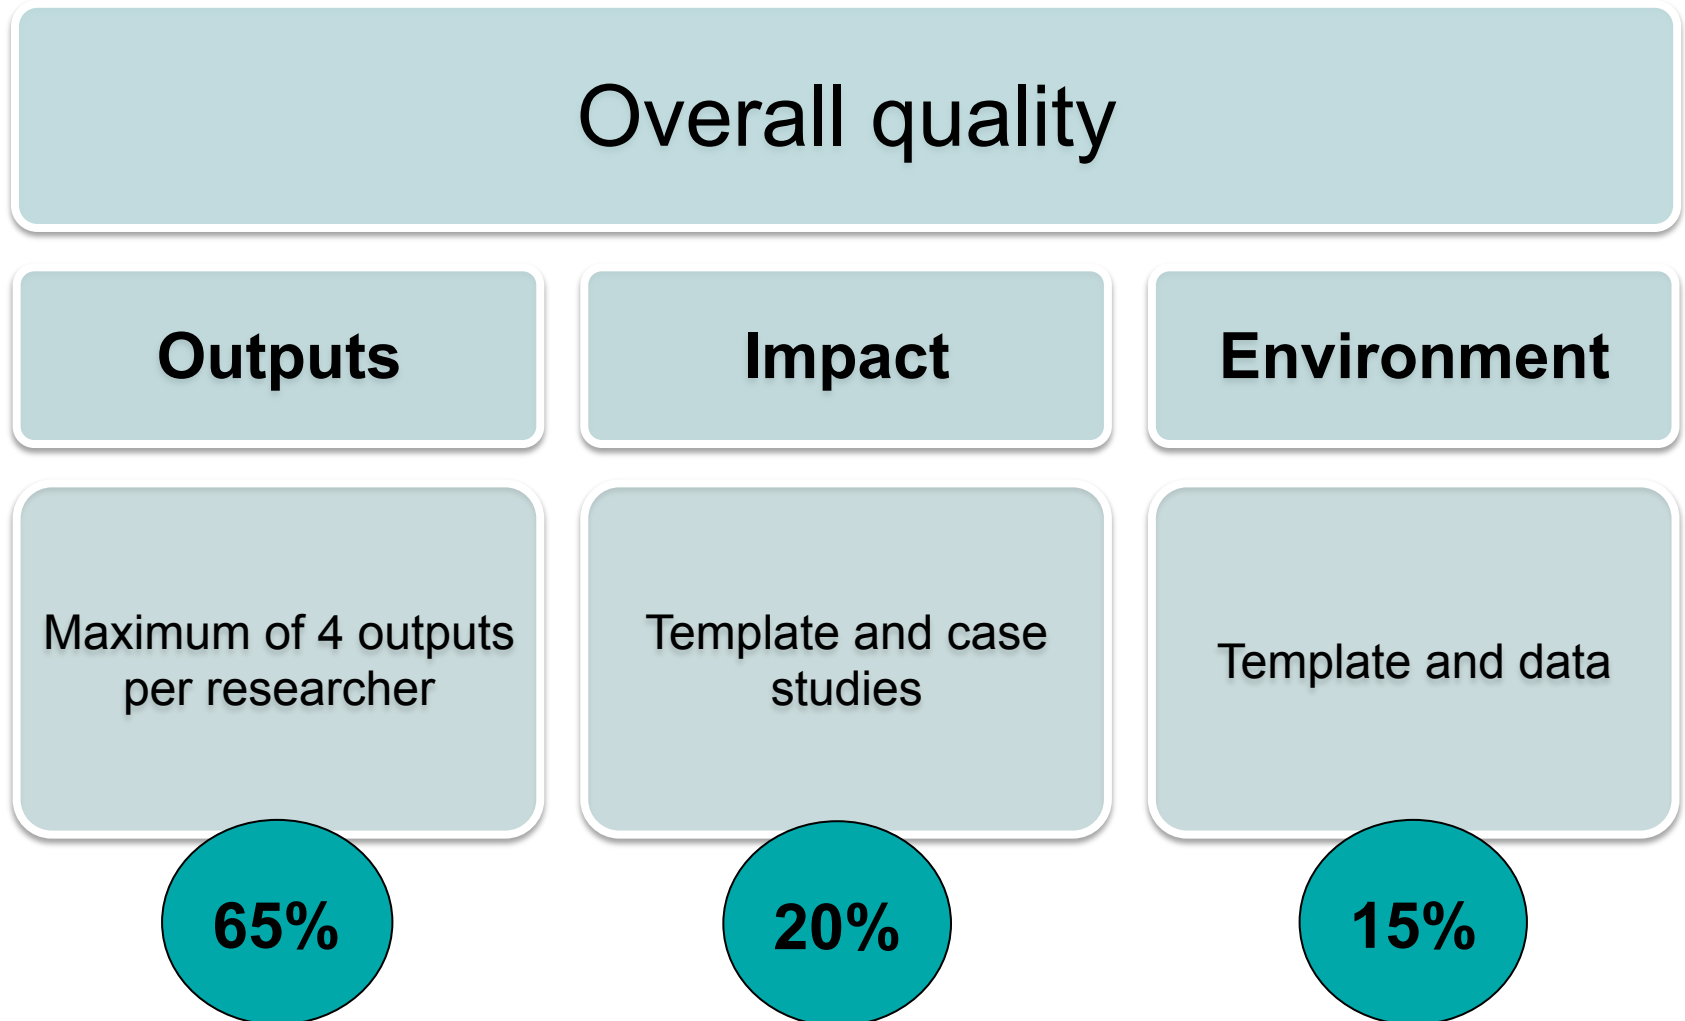 Overall quality
Outputs
Impact
Environment
Maximum of 4 outputs
per researcher
Template and case
studies
Template and data
65%
20%
15%